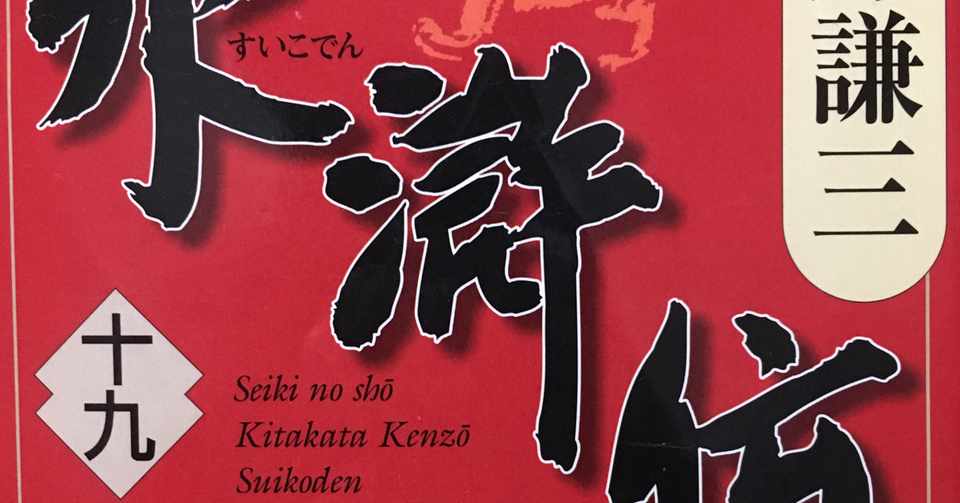 水滸伝
すいこでん
謙三
十九
Seiki no shō
Kitakata Kenzō
Suikoden